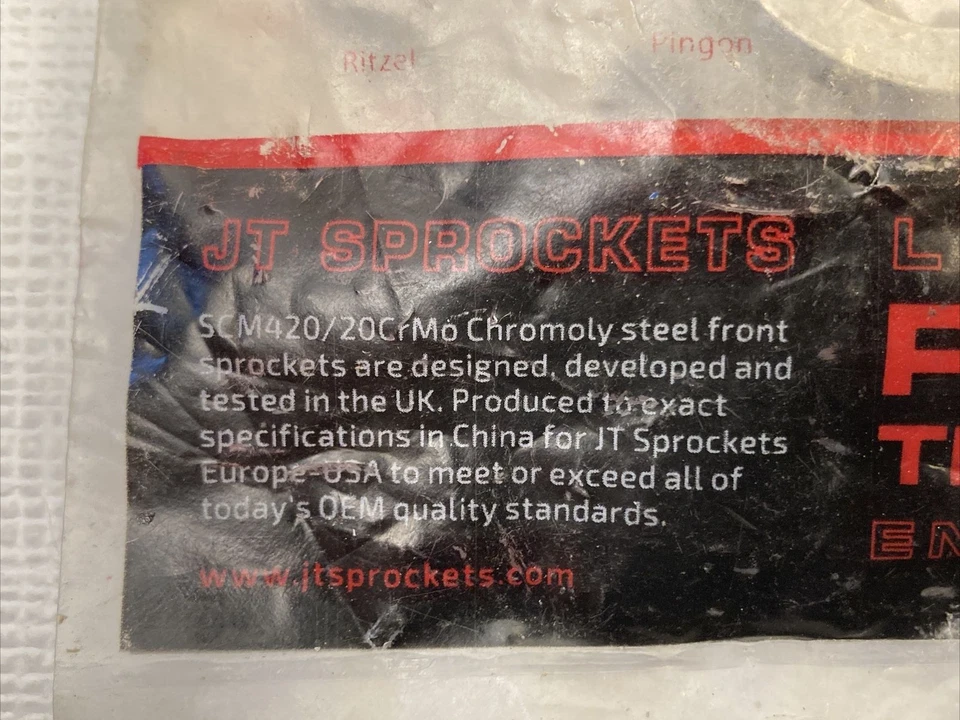 Ritzel
Pingon
JT SPROCKETS
SCM420/20CrMo Chromoly steel front
sprockets are designed, developed and
tested in the UK. Produced to exact
specifications in China for JT Sprockets
Europe-USA to meet or exceed all of
today's OEM quality standards.
www.jtsprockets.com